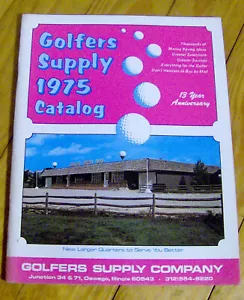 Golfers
Supply
1975
Catalog
Thousands of
Money Saving Ideas
Greater Selections
Greater Savings
Everything for the Golfer
Don't Hesitate to Buy by Mail
13 Year
Anniversary
New Larger Quarters to Serve You Better
GOLFERS SUPPLY COMPANY
Junction 34 & 71, Oswego, Illinois 60543 • 312/554-8220